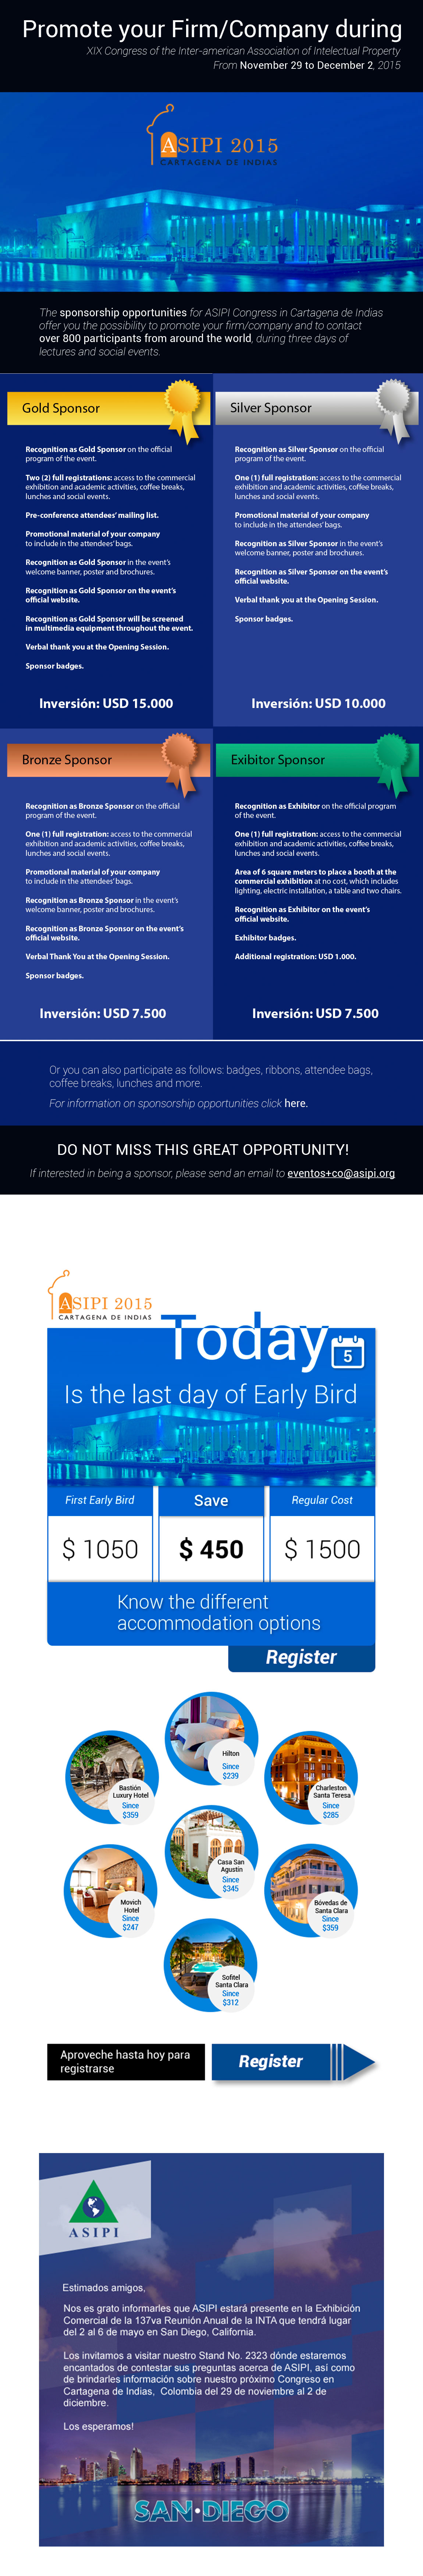 Promote your Firm/Company during
XIX Congress of the Inter-american Association of Intelectual Property
From November 29 to December 2, 2015
ASIPI 2015
CARTAGENA DE INDIAS
The sponsorship opportunities for ASIPI Congress in Cartagena de Indias
offer you the possibility to promote your firm/company and to contact
over 800 participants from around the world, during three days of
lectures and social events.
Gold Sponsor
Recognition as Gold Sponsor on the official
program of the event.
Two (2) full registrations: access to the commercial
exhibition and academic activities, coffee breaks,
lunches and social events.
Pre-conference attendees' mailing list.
Promotional material of your company
to include in the attendees' bags.
Recognition as Gold Sponsor in the event's
welcome banner, poster and brochures.
Recognition as Gold Sponsor on the event's
official website.
Recognition as Gold Sponsor will be screened
in multimedia equipment throughout the event.
Verbal thank you at the Opening Session.
Sponsor badges.
Inversión: USD 15.000
Silver Sponsor
Recognition as Silver Sponsor on the official
program of the event.
One (1) full registration: access to the commercial
exhibition and academic activities, coffee breaks,
lunches and social events.
Promotional material of your company
to include in the attendees' bags.
Recognition as Silver Sponsor in the event's
welcome banner, poster and brochures.
Recognition as Silver Sponsor on the event's
official website.
Verbal thank you at the Opening Session.
Sponsor badges.
Inversión: USD 10.000
Bronze Sponsor
Recognition as Bronze Sponsor on the official
program of the event.
One (1) full registration: access to the commercial
exhibition and academic activities, coffee breaks,
lunches and social events.
Promotional material of your company
to include in the attendees' bags.
Recognition as Bronze Sponsor in the event's
welcome banner, poster and brochures.
Recognition as Bronze Sponsor on the event's
official website.
Verbal Thank You at the Opening Session.
Sponsor badges.
Inversión: USD 7.500
Exibitor Sponsor
Recognition as Exhibitor on the official program
of the event.
One (1) full registration: access to the commercial
exhibition and academic activities, coffee breaks,
lunches and social events.
Area of 6 square meters to place a booth at the
commercial exhibition at no cost, which includes
lighting, electric installation, a table and two chairs.
Recognition as Exhibitor on the event's
official website.
Exhibitor badges.
Additional registration: USD 1.000.
Inversión: USD 7.500
Or you can also participate as follows: badges, ribbons, attendee bags,
coffee breaks, lunches and more.
For information on sponsorship opportunities click here.
DO NOT MISS THIS GREAT OPPORTUNITY!
If interested in being a sponsor, please send an email to eventos+co@asipi.org
ASIPI 2015
CARTAGENA DE INDIAS
Today
5
Is the last day of Early Bird
First Early Bird
$ 1050
Save
$ 450
Regular Cost
$ 1500
Know the different
accommodation options
Register
Hilton
Since
$239
Bastión
Luxury Hotel
Since
$359
Charleston
Santa Teresa
Since
$285
Casa San
Agustín
Since
$345
Movich
Hotel
Since
$247
Bóvedas de
Santa Clara
Since
$359
Sofitel
Santa Clara
Since
$312
Aproveche hasta hoy para
registrarse
Register
ASIPI
Estimados amigos,
Nos es grato informarles que ASIPI estará presente en la Exhibición
Comercial de la 137va Reunión Anual de la INTA que tendrá lugar
del 2 al 6 de mayo en San Diego, California.
Los invitamos a visitar nuestro Stand No. 2323 dónde estaremos
encantados de contestar sus preguntas acerca de ASIPI, así como
de brindarles información sobre nuestro próximo Congreso en
Cartagena de Indias, Colombia del 29 de noviembre al 2 de
diciembre.
Los esperamos!
SAN•DIEGO